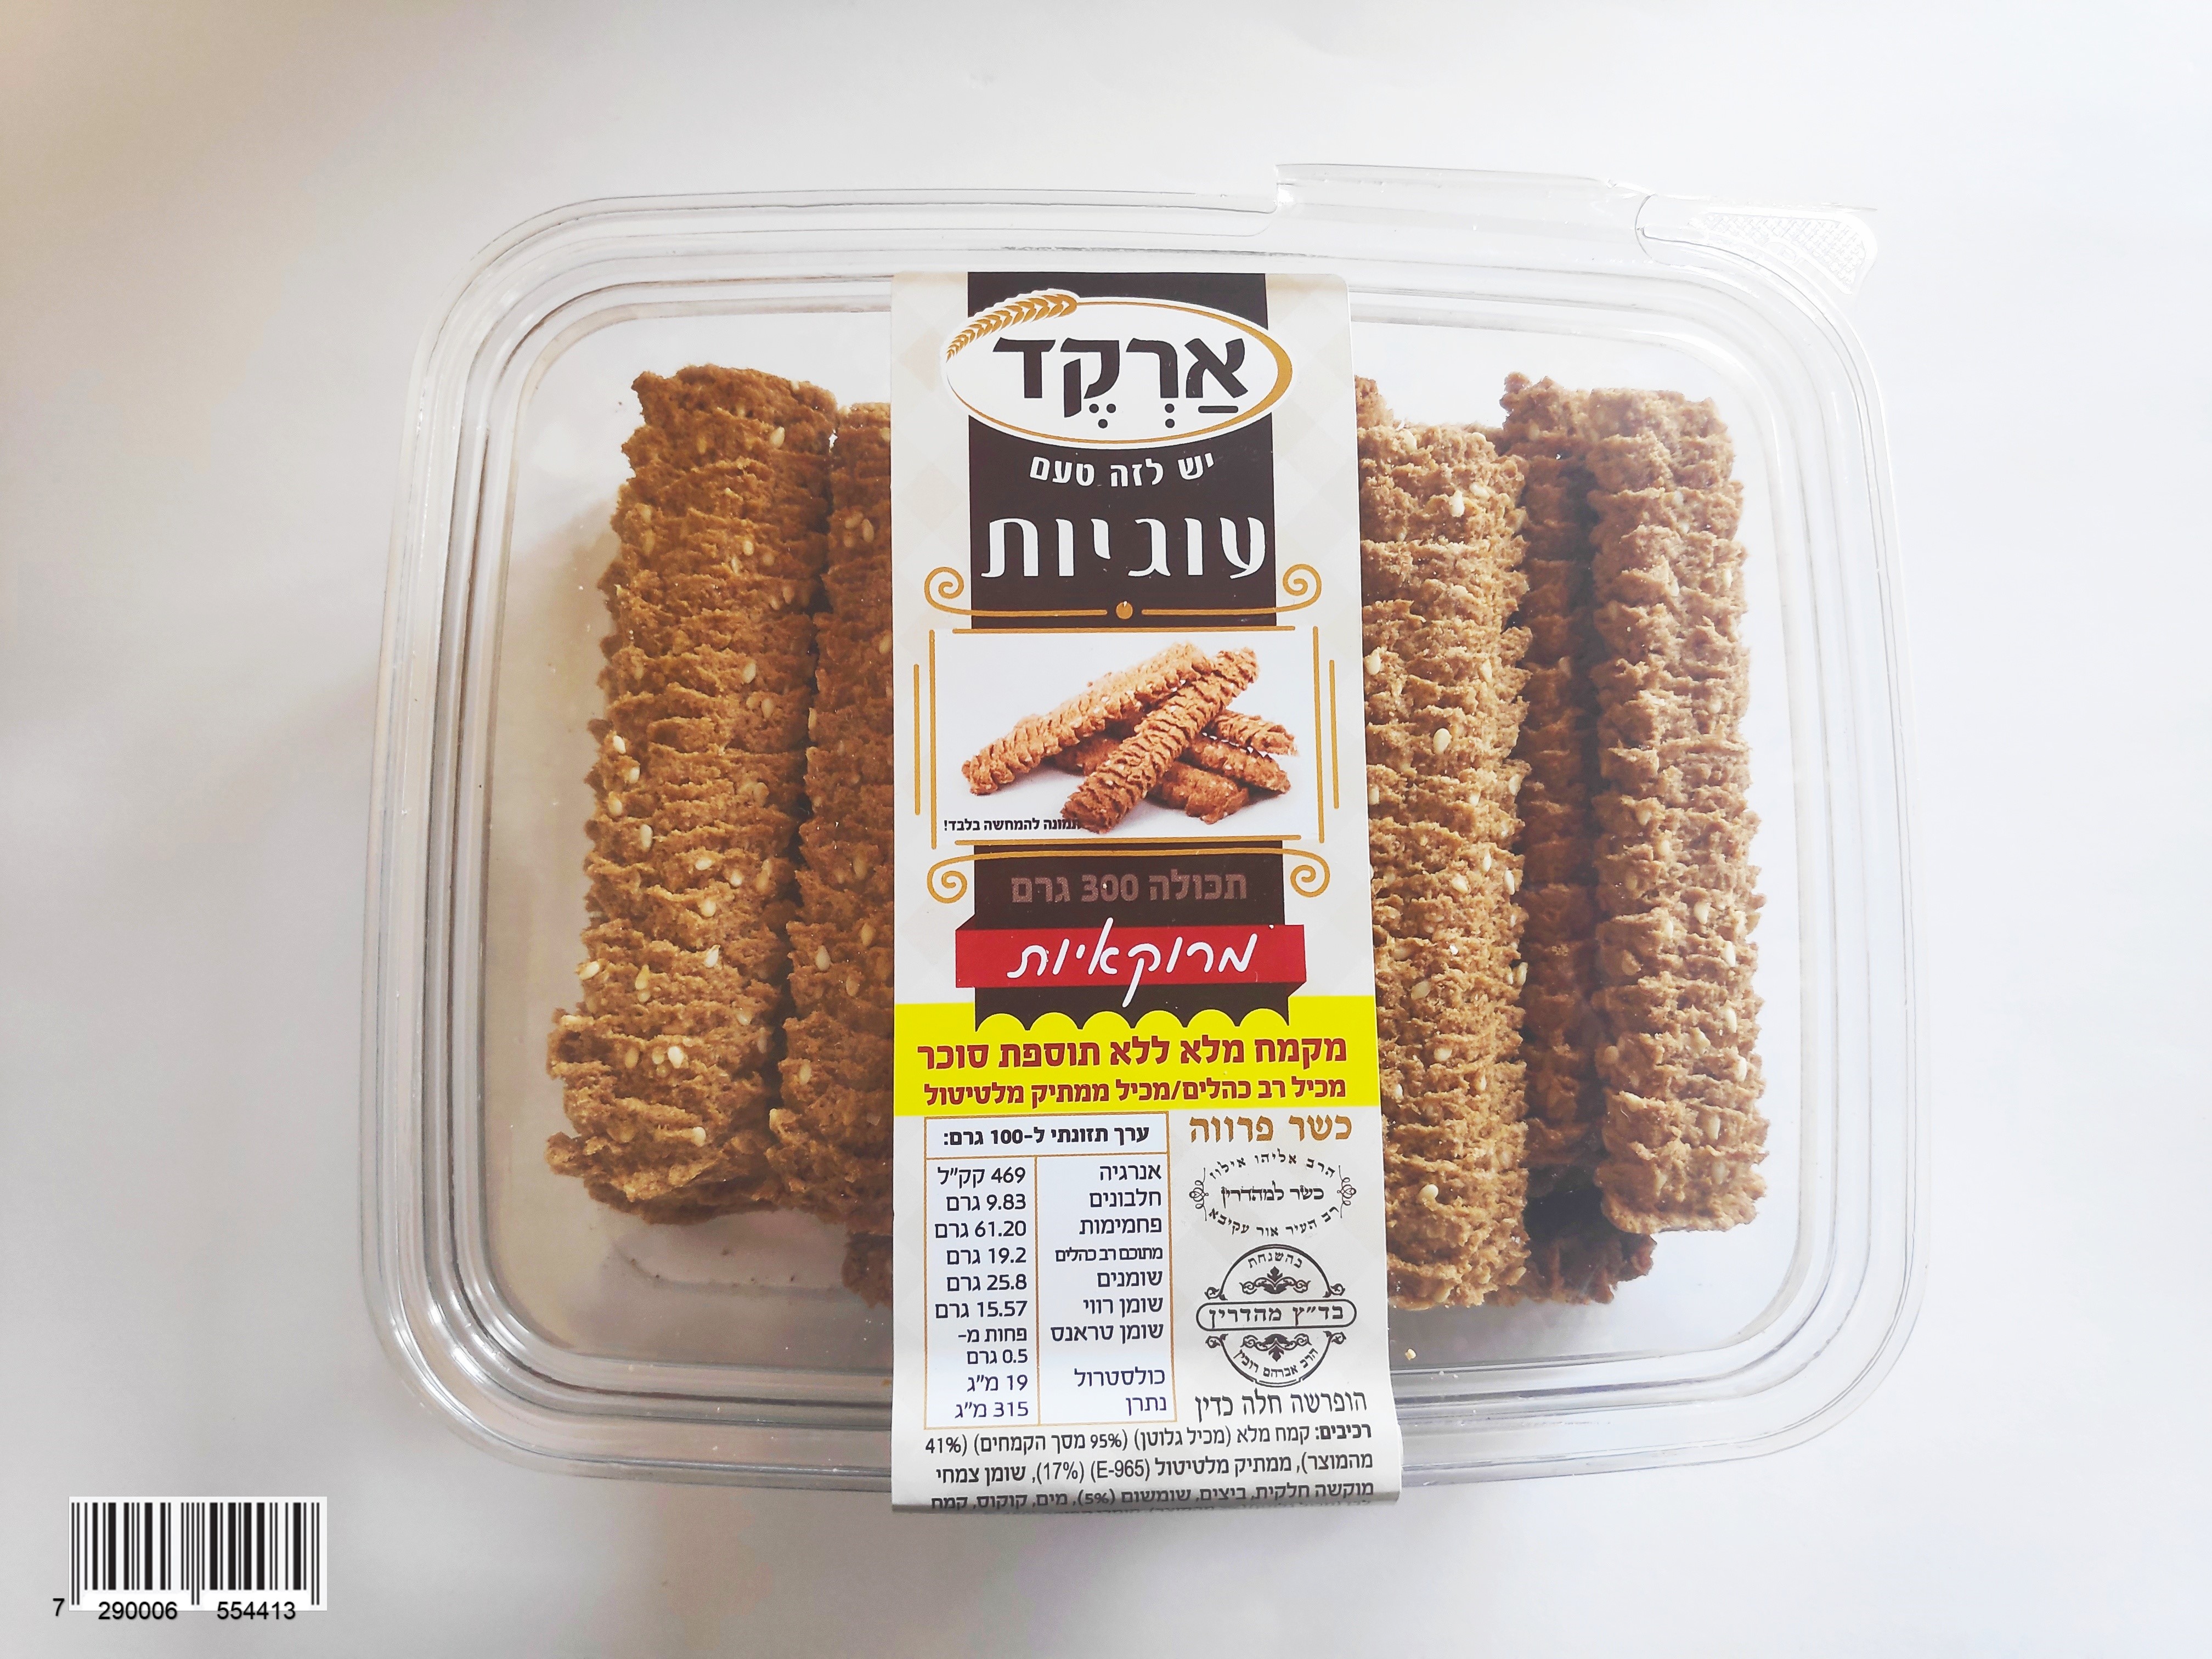 אַרְקֶד
יש לזה טעם
עוגיות
תמונה להמחשה בלבד!
תכולה 300 גרם
מרוקאיות
מקמח מלא ללא תוספת סוכר
מכיל רב כהלים/מכיל ממתיק מלטיטול
כשר פרווה
הרב אליהו אילוז
כשר למהדרין
רב העיר אור עקיבא
בהשגחת
בד"ץ מהדרין
הרב אברהם רובין
הופרשה חלה כדין
ערך תזונתי ל-100 גרם:
אנרגיה 469 קק"ל
חלבונים 9.83 גרם
פחמימות 61.20 גרם
מתוכם רב כהלים 19.2 גרם
שומנים 25.8 גרם
שומן רווי 15.57 גרם
שומן טראנס פחות מ-
0.5 גרם
כולסטרול 19 מ"ג
נתרן 315 מ"ג
רכיבים: קמח מלא (מכיל גלוטן) (95% מסך הקמחים) (41%
מהמוצר), ממתיק מלטיטול (E-965) (17%), שומן צמחי
מוקשה חלקית, ביצים, שומשום (5%), מים, קוקוס, קמח
7 290006 554413